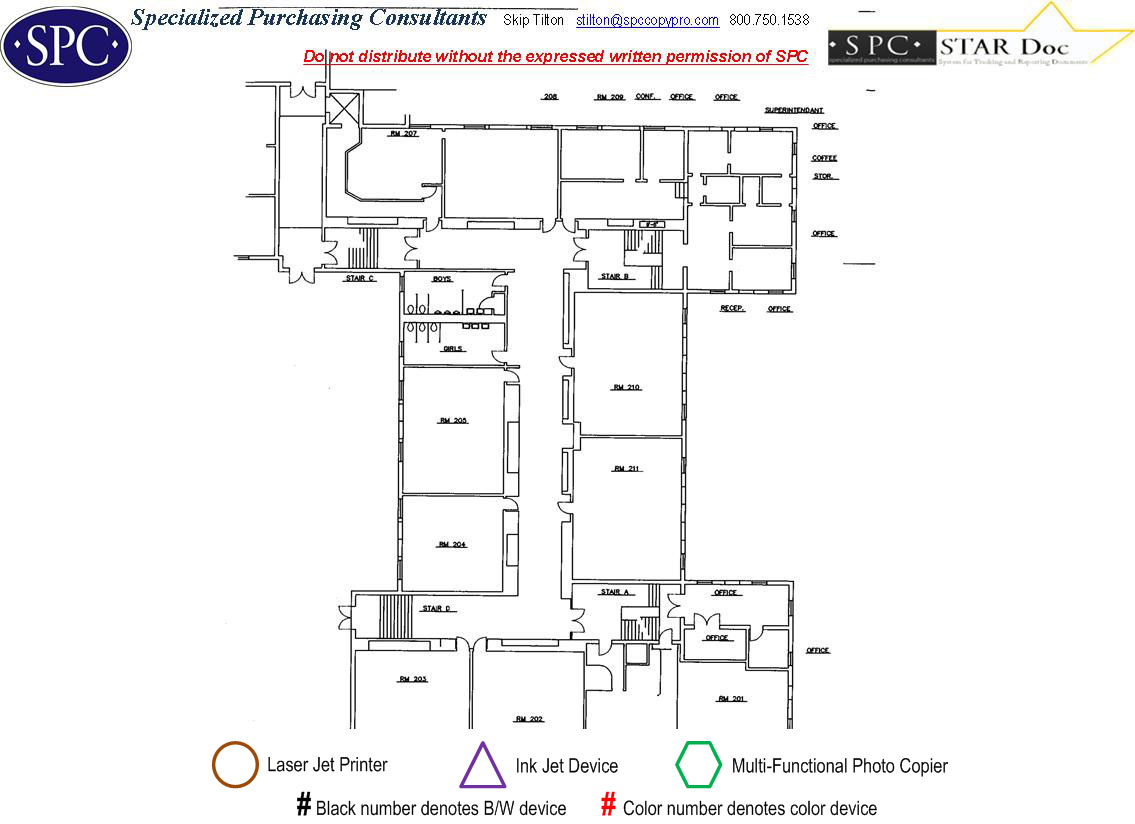 SPC
Specialized Purchasing Consultants Skip Tilton stilton@spccopypro.com 800.750.1538
Do not distribute without the expressed written permission of SPC
SPC
specialized purchasing consultants
STAR Doc
System for Tracking and Reporting Documents
208 RM 209 CONF. OFFICE OFFICE
SUPERINTENDANT
OFFICE
RM 207
COFFEE
STOR.
OFFICE
STAIR C
BOYS
STAIR B
RECEP. OFFICE
GIRLS
RM 210
RM 205
RM 211
RM 204
STAIR D
STAIR A
OFFICE
OFFICE
OFFICE
RM 203
RM 201
RM 202
Laser Jet Printer
Ink Jet Device
Multi-Functional Photo Copier
# Black number denotes B/W device # Color number denotes color device